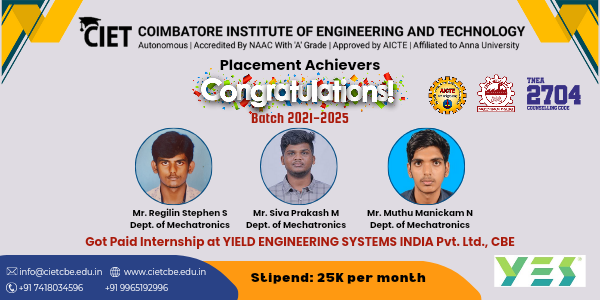 CIET COIMBATORE INSTITUTE OF ENGINEERING AND TECHNOLOGY
Autonomous | Accredited By NAAC With 'A' Grade | Approved by AICTE | Affiliated to Anna University
Placement Achievers
Congratulations!
Batch 2021-2025
AICTE
TNEA
2704
COUNSELLING CODE
Mr. Regilin Stephen S
Dept. of Mechatronics
Mr. Siva Prakash M
Dept. of Mechatronics
Mr. Muthu Manickam N
Dept. of Mechatronics
Got Paid Internship at YIELD ENGINEERING SYSTEMS INDIA Pvt. Ltd., CBE
info@cietcbe.edu.in www.cietcbe.edu.in
+91 7418034596 +91 9965192996
Stipend: 25K per month
YES